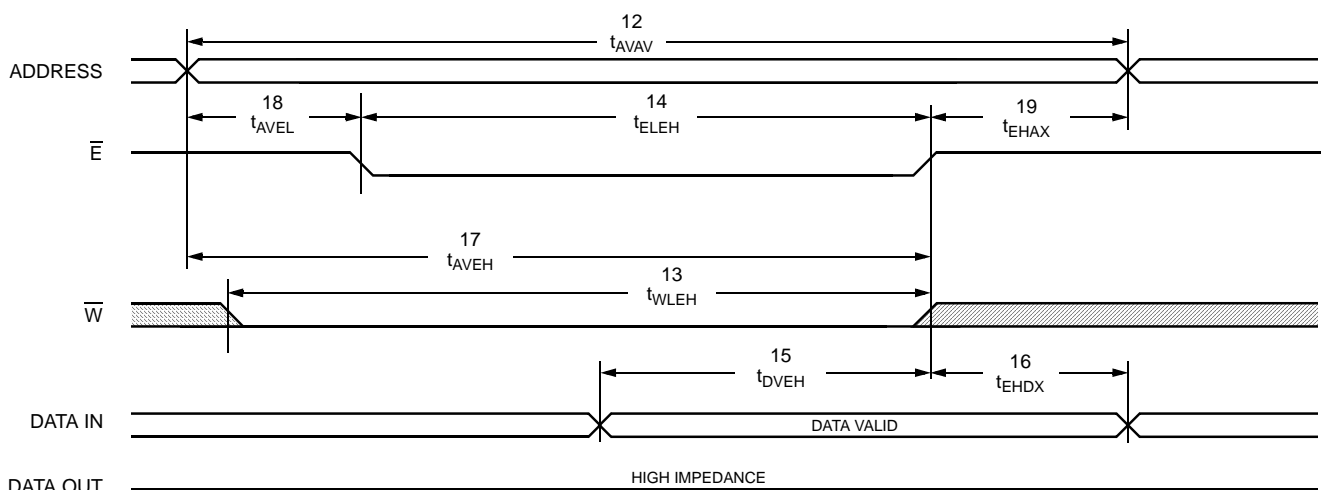 12
tAVAV
ADDRESS
18
tAVEL
14
tELEH
19
tEHAX
E
17
tAVEH
13
tWLEH
W
15
tDVEH
16
tEHDX
DATA IN
DATA VALID
DATA OUT
HIGH IMPEDANCE